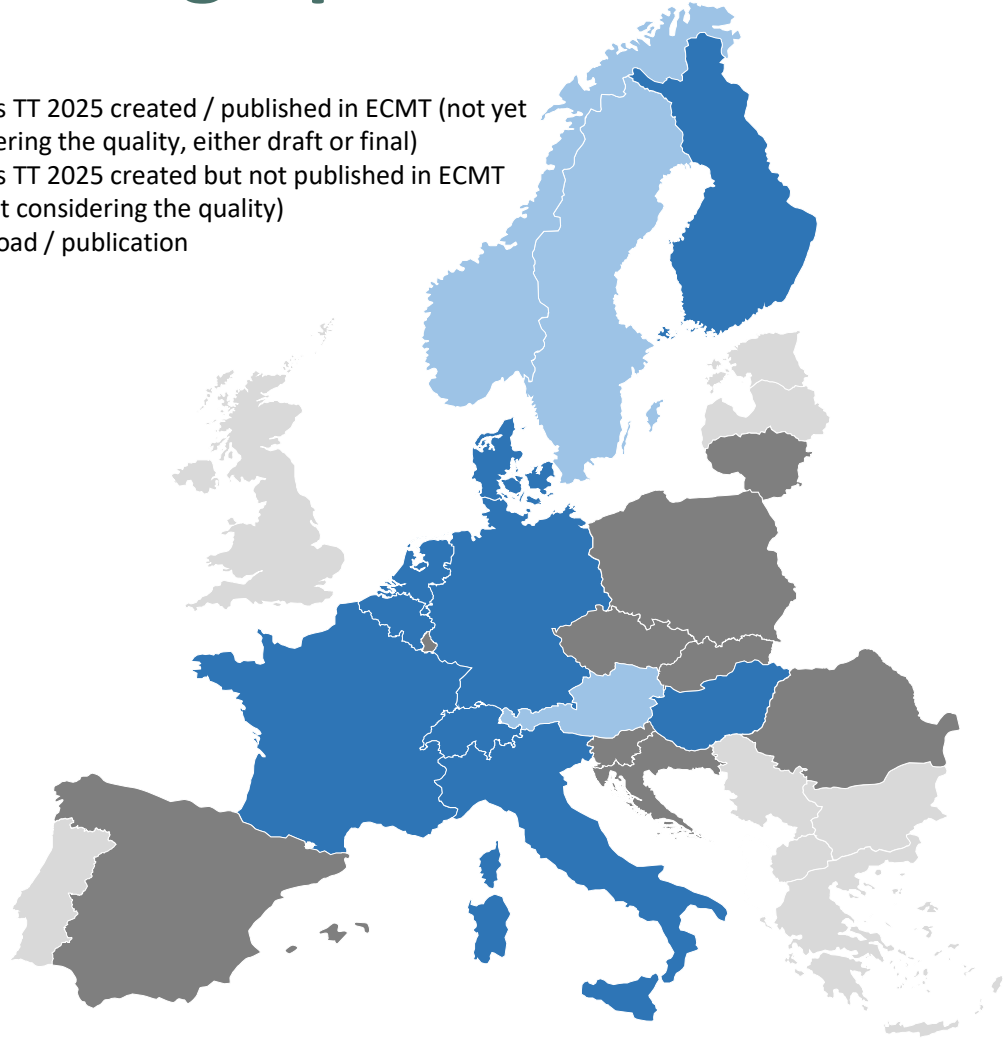 s TT 2025 created / published in ECMT (not yet
ering the quality, either draft or final)
s TT 2025 created but not published in ECMT
t considering the quality)
oad / publication